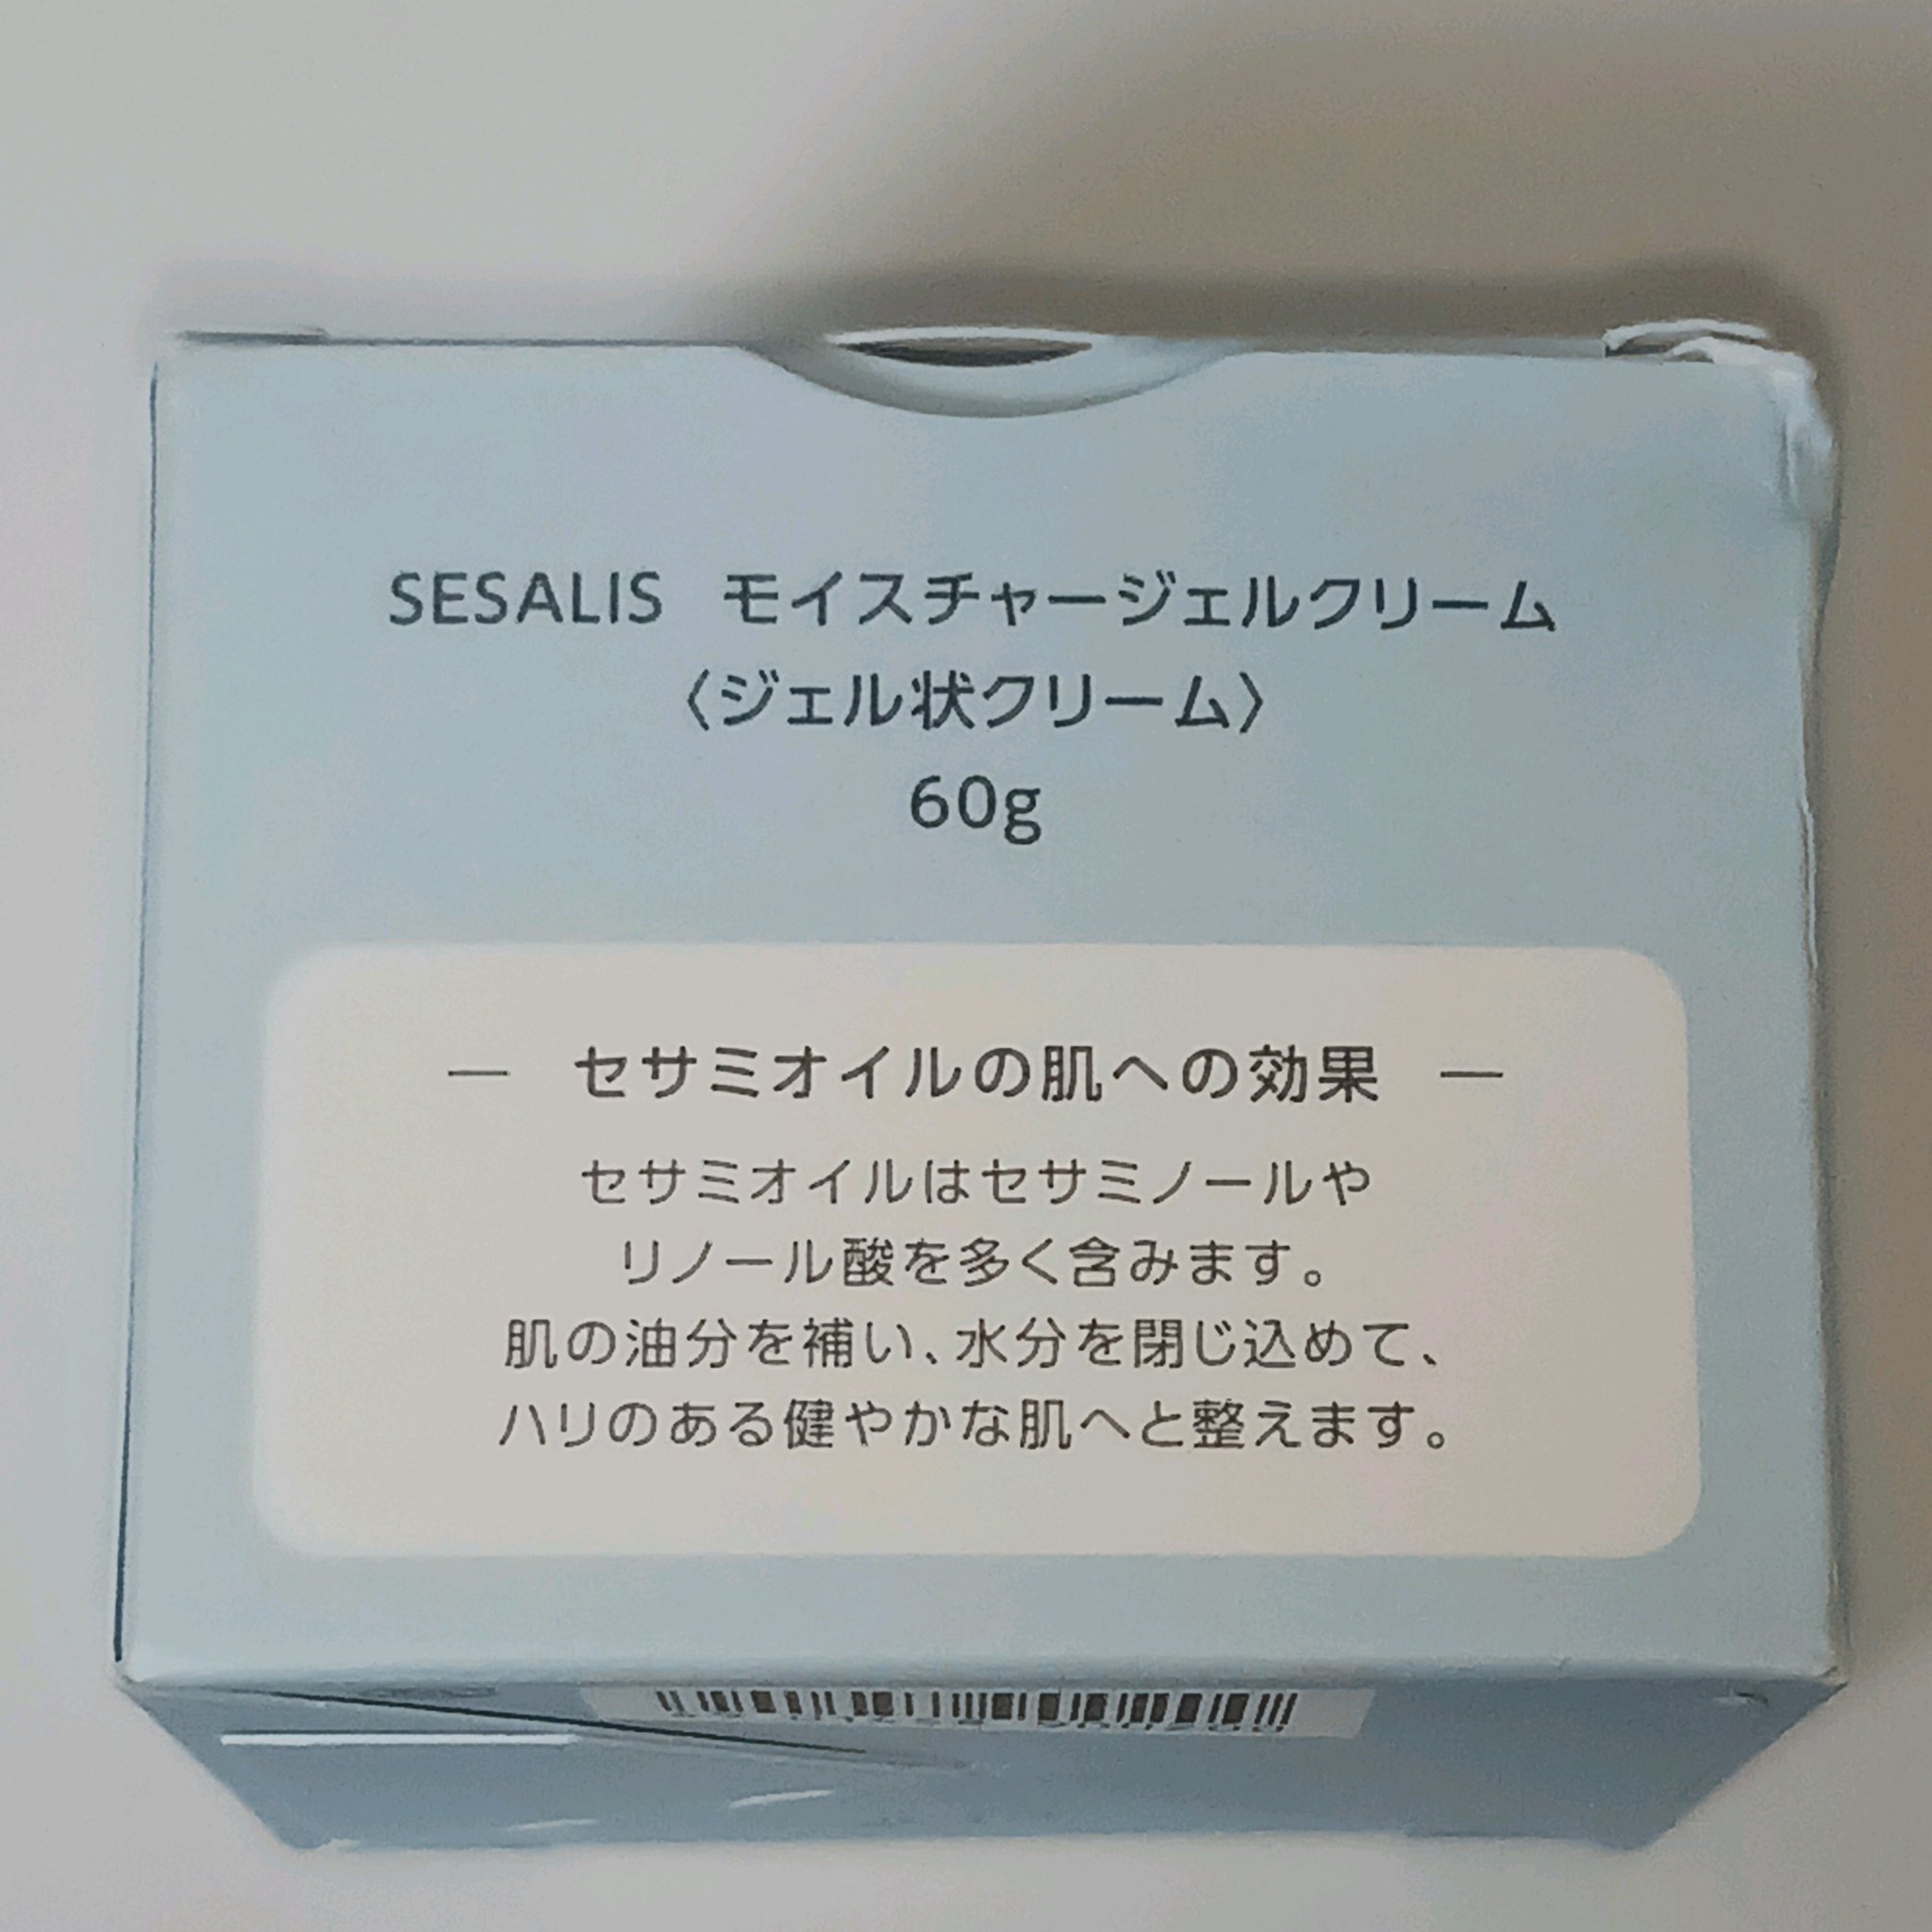 SESALIS モイスチャージェルクリーム
〈ジェル状クリーム〉
60g
― セサミオイルの肌への効果 ―
セサミオイルはセサミノールや
リノール酸を多く含みます。
肌の油分を補い、水分を閉じ込めて、
ハリのある健やかな肌へと整えます。